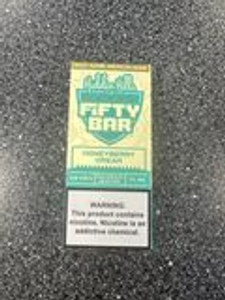 FiFTY
BAR
HONEYBERRY
CREAM
WARNING:
This product contains
nicotine. Nicotine is an
addictive chemical.